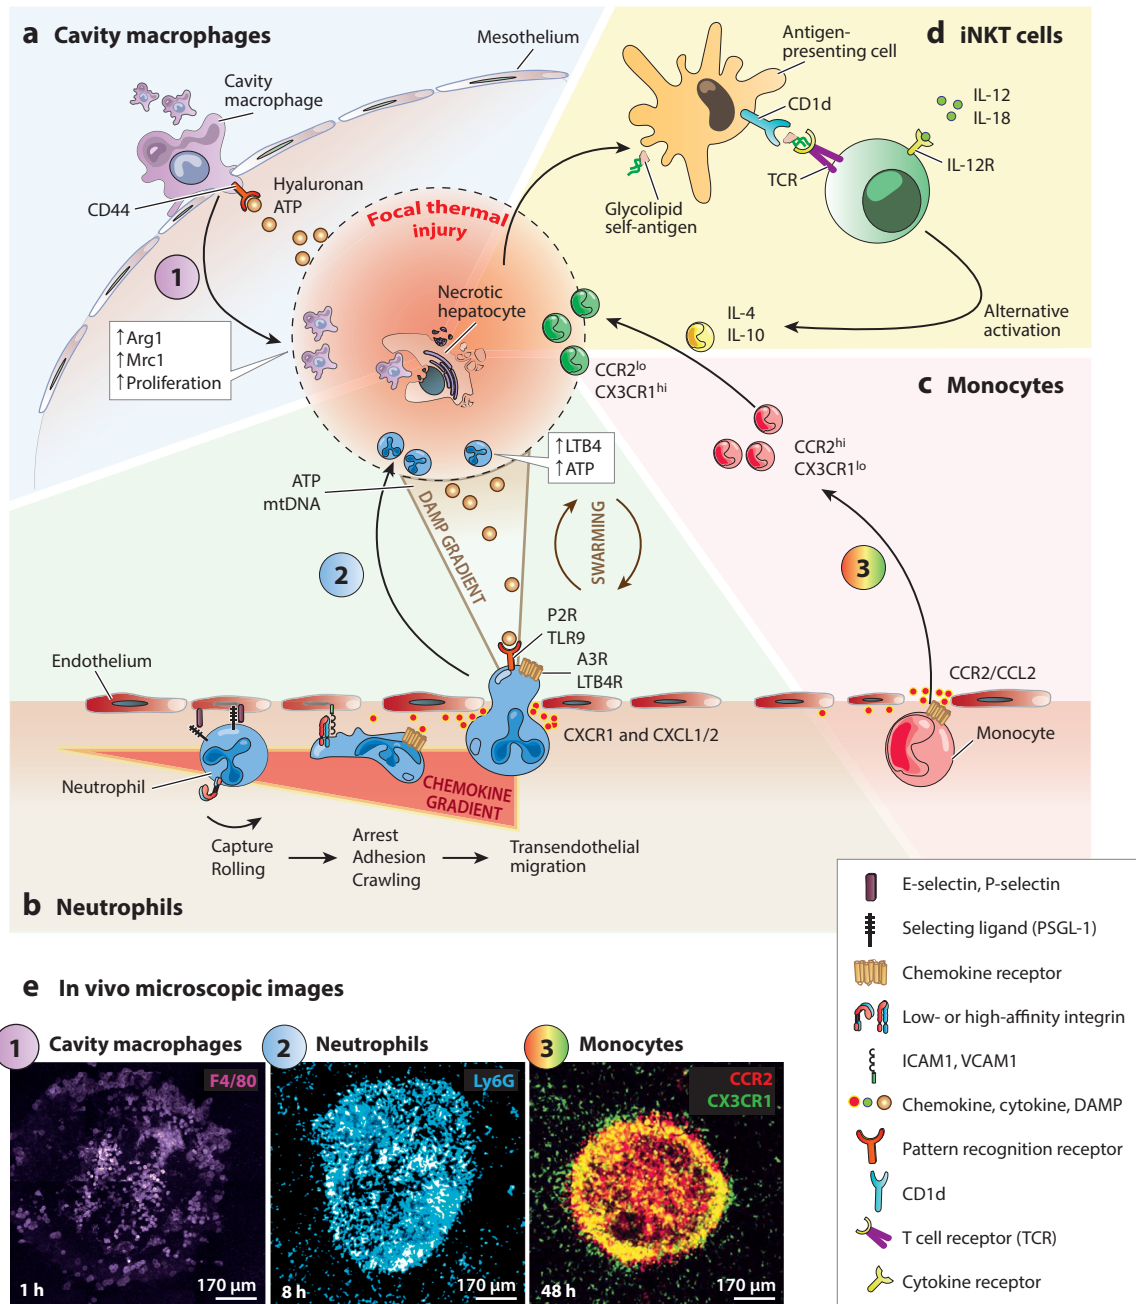 a Cavity macrophages
Mesothelium
Cavity
macrophage
CD44
Hyaluronan
ATP
1
↑Arg1
↑Mrc1
↑Proliferation
Focal thermal
injury
Necrotic
hepatocyte
d iNKT cells
Antigen-
presenting cell
CD1d
IL-12
IL-18
IL-12R
TCR
Glycolipid
self-antigen
IL-4
IL-10
Alternative
activation
CCR2lo
CX3CR1hi
c Monocytes
CCR2hi
CX3CR1lo
3
CCR2/CCL2
Monocyte
↑LTB4
↑ATP
ATP
mtDNA
DAMP GRADIENT
SWARMING
2
P2R
TLR9
A3R
LTB4R
Endothelium
CXCR1 and CXCL1/2
Neutrophil
CHEMOKINE
GRADIENT
Capture
Rolling
Arrest
Adhesion
Crawling
Transendothelial
migration
b Neutrophils
E-selectin, P-selectin
Selecting ligand (PSGL-1)
Chemokine receptor
Low- or high-affinity integrin
ICAM1, VCAM1
Chemokine, cytokine, DAMP
Pattern recognition receptor
CD1d
T cell receptor (TCR)
Cytokine receptor
e In vivo microscopic images
1 Cavity macrophages
F4/80
1 h
170 µm
2 Neutrophils
Ly6G
8 h
170 µm
3 Monocytes
CCR2
CX3CR1
48 h
170 µm